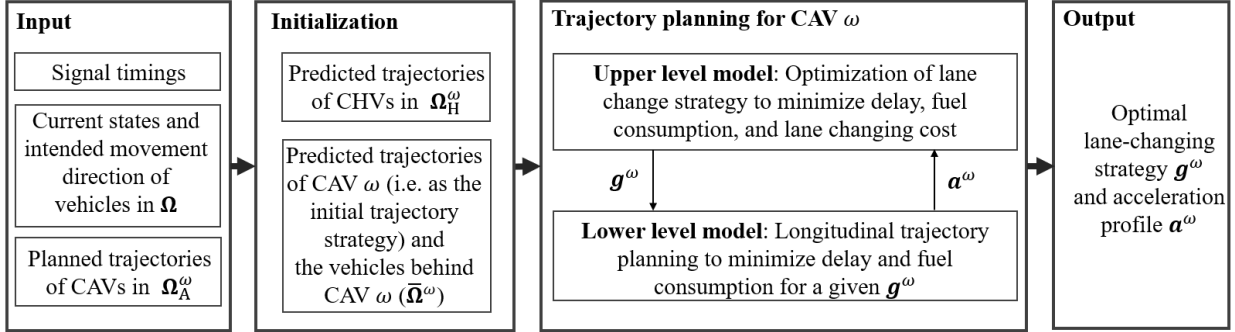 Input
Signal timings
Current states and
intended movement
direction of
vehicles in Ω
Planned trajectories
of CAVs in Ω_A^ω
Initialization
Predicted trajectories
of CHVs in Ω_H^ω
Predicted trajectories
of CAV ω (i.e. as the
initial trajectory
strategy) and
the vehicles behind
CAV ω (Ω̄^ω)
Trajectory planning for CAV ω
Upper level model: Optimization of lane
change strategy to minimize delay, fuel
consumption, and lane changing cost
g^ω
a^ω
Lower level model: Longitudinal trajectory
planning to minimize delay and fuel
consumption for a given g^ω
Output
Optimal
lane-changing
strategy g^ω
and acceleration
profile a^ω